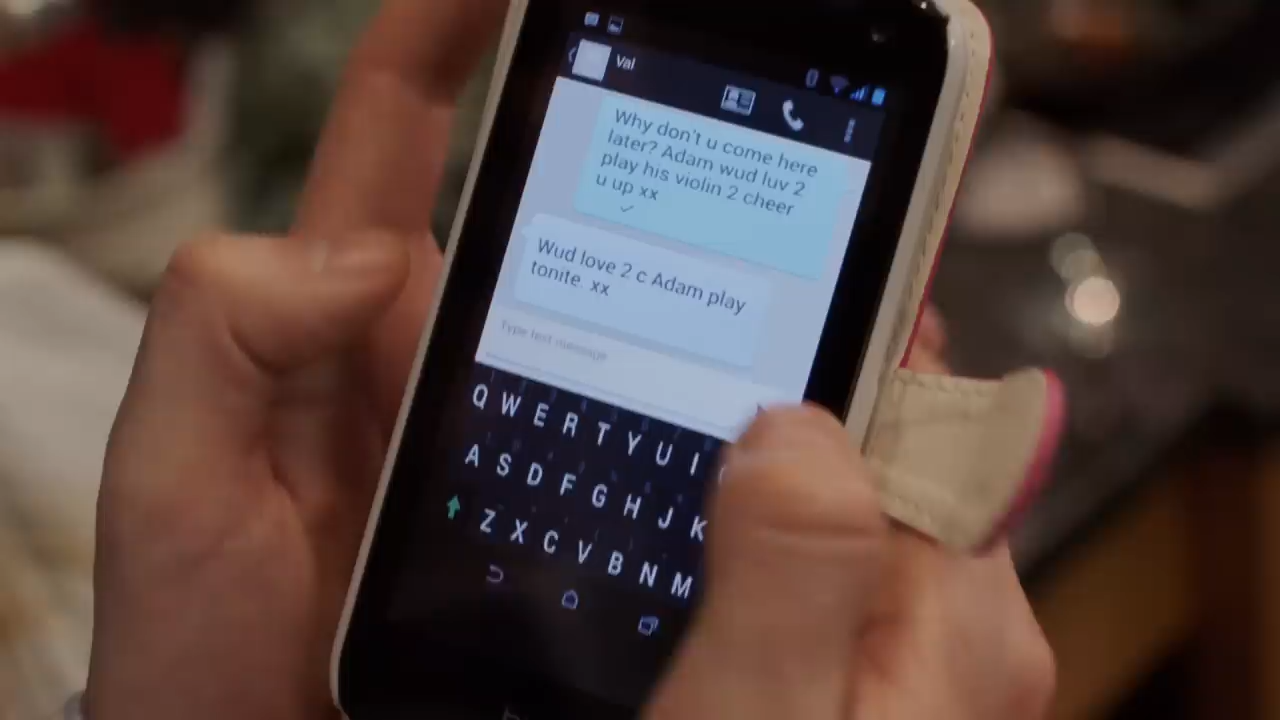 Val
Why don't u come here
later? Adam wud luv 2
play his violin 2 cheer
u up xx
Wud love 2 c Adam play
tonite. xx
Type text message
Q W E R T Y U I
A S D F G H J K
Z X C V B N M